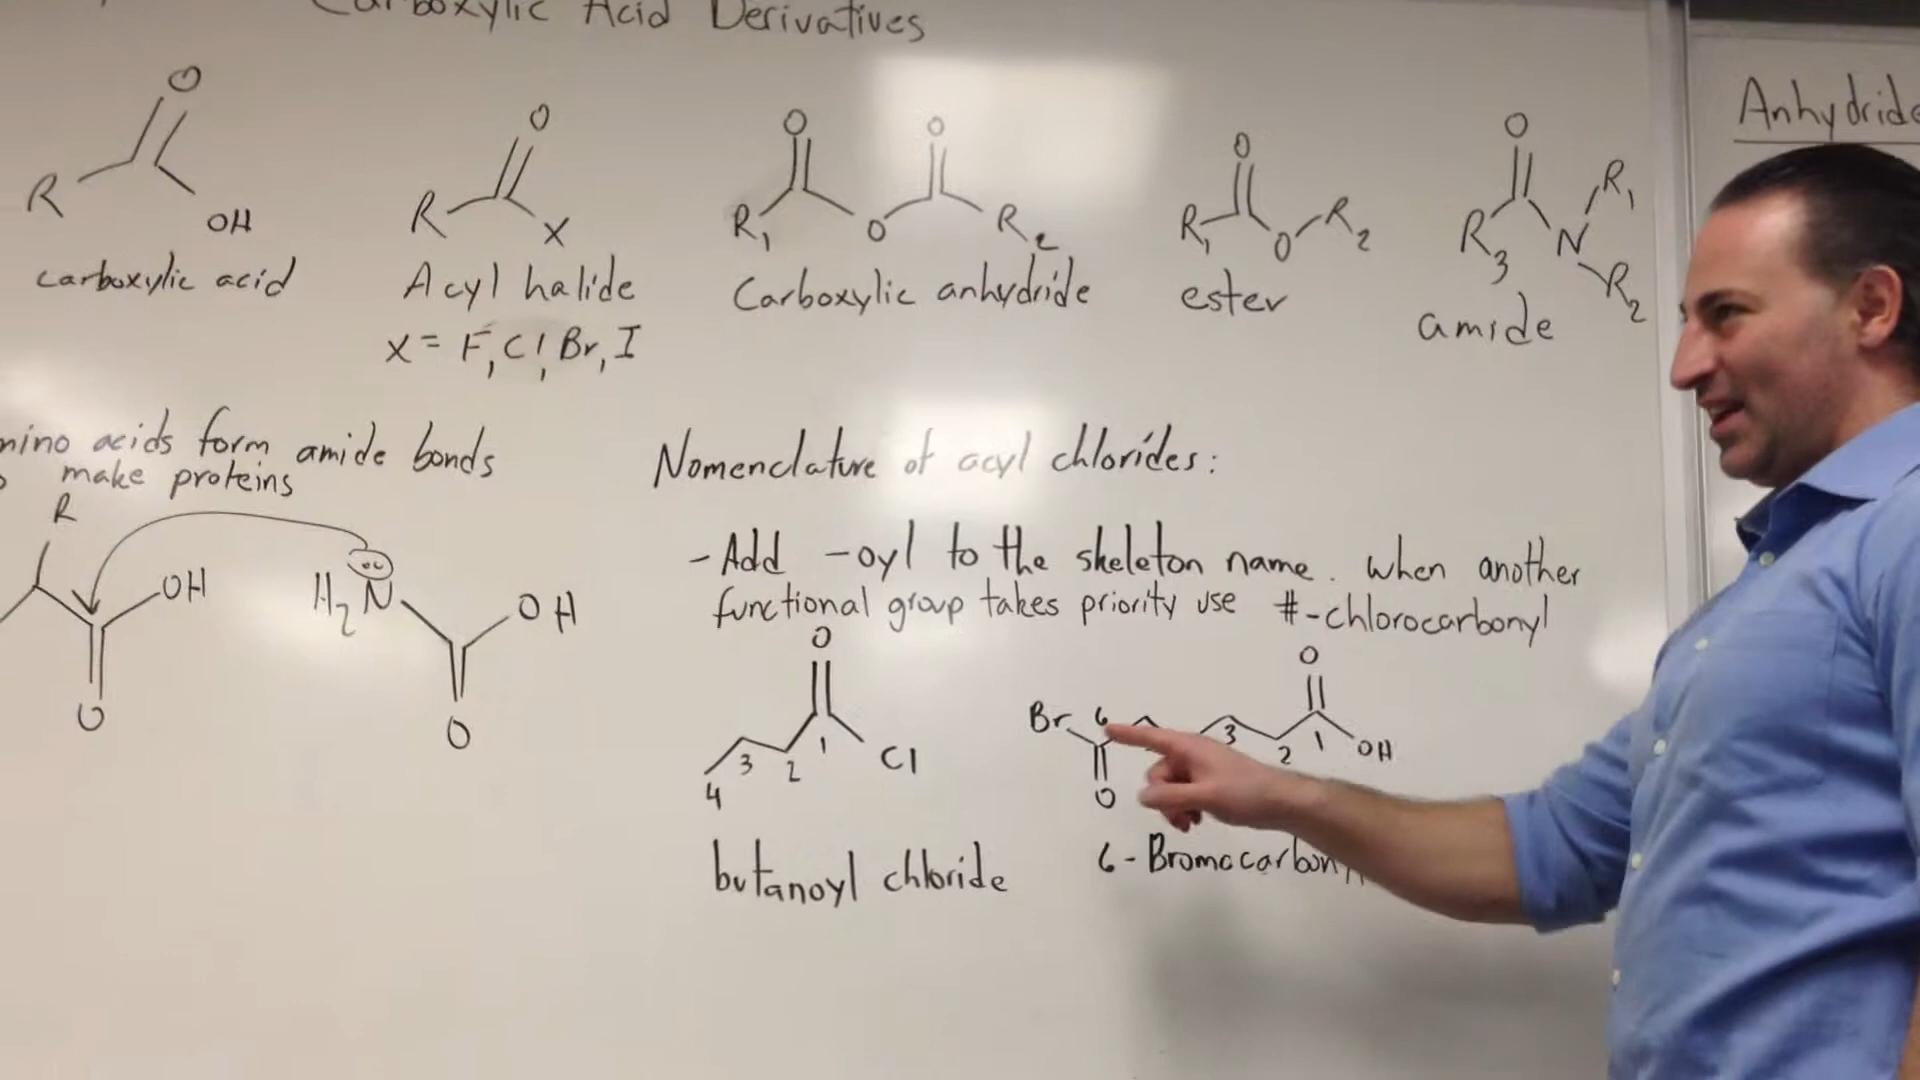 Carboxylic Acid Derivatives
Anhydride
O
R
OH
carboxylic acid
O
R
X
Acyl halide
X = F, Cl, Br, I
O O
R1 O R2
Carboxylic anhydride
O
R1 O R2
ester
O
R1
R3 N
R2
amide
acids form amide bonds
make proteins
R
OH
O
H2N
OH
O
Nomenclature of acyl chlorides:
- Add -oyl to the skeleton name. When another
functional group takes priority use #-chlorocarbonyl
O
Cl
4 3 2 1
butanoyl chloride
O
Br 6 3 2 1 OH
O
6-Bromocarbon